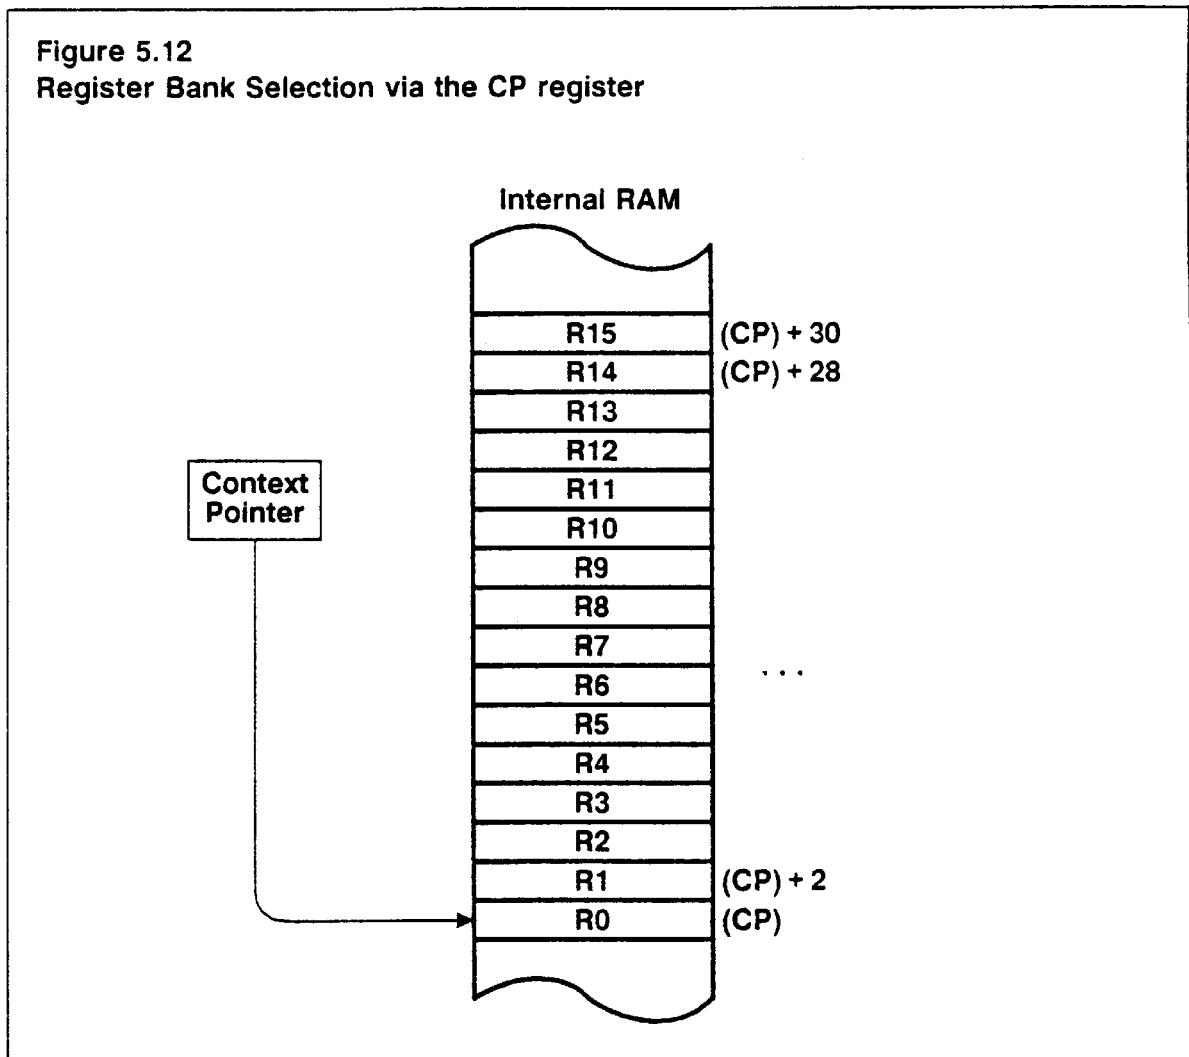 Figure 5.12
Register Bank Selection via the CP register
Internal RAM
R15 (CP) + 30
R14 (CP) + 28
R13
R12
R11
Context
Pointer
R10
R9
R8
R7
R6 . . .
R5
R4
R3
R2
R1 (CP) + 2
R0 (CP)